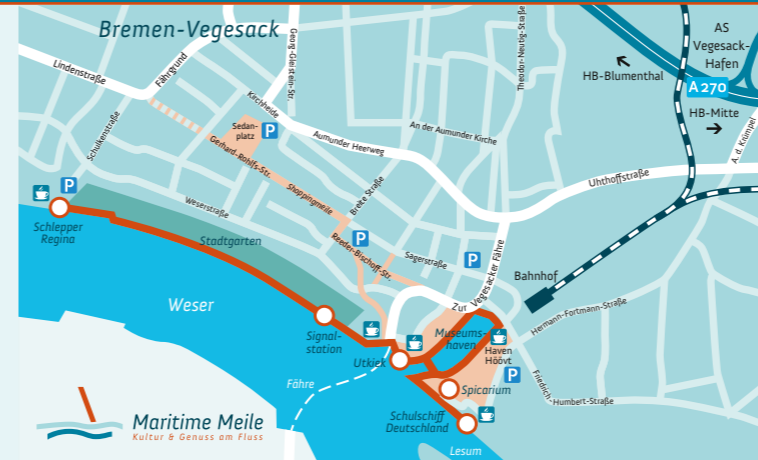 Bremen-Vegesack
Lindenstraße
Fährgrund
Georg-Gleistein-Str.
Theodor-Neutig-Straße
AS
Vegesack-
Hafen
HB-Blumenthal
A 270
HB-Mitte
A. d. Krümpel
Schulkenstraße
Kirchheide
Sedan-
platz
P
An der Aumunder Kirche
Aumunder Heerweg
Gerhard-Rohlfs-Str.
Shoppingmeile
Breite Straße
Uhthoffstraße
P
Schlepper
Regina
Weserstraße
Stadtgarten
P
Reeder-Bischoff-Str.
Sagerstraße
P
Zur Vegesacker Fähre
Bahnhof
Weser
Signal-
station
Museums-
haven
Haven
Höövt
Hermann-Fortmann-Straße
Utkiek
P
Fähre
Spicarium
Friedrich-Humbert-Straße
Schulschiff
Deutschland
Lesum
Maritime Meile
Kultur & Genuss am Fluss